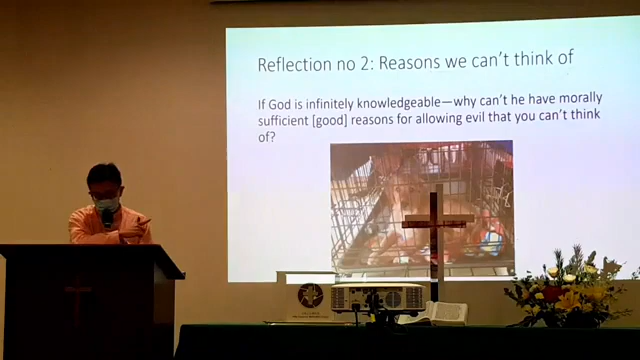 Reflection no 2: Reasons we can't think of
If God is infinitely knowledgeable—why can't he have morally
sufficient [good] reasons for allowing evil that you can't think
of?